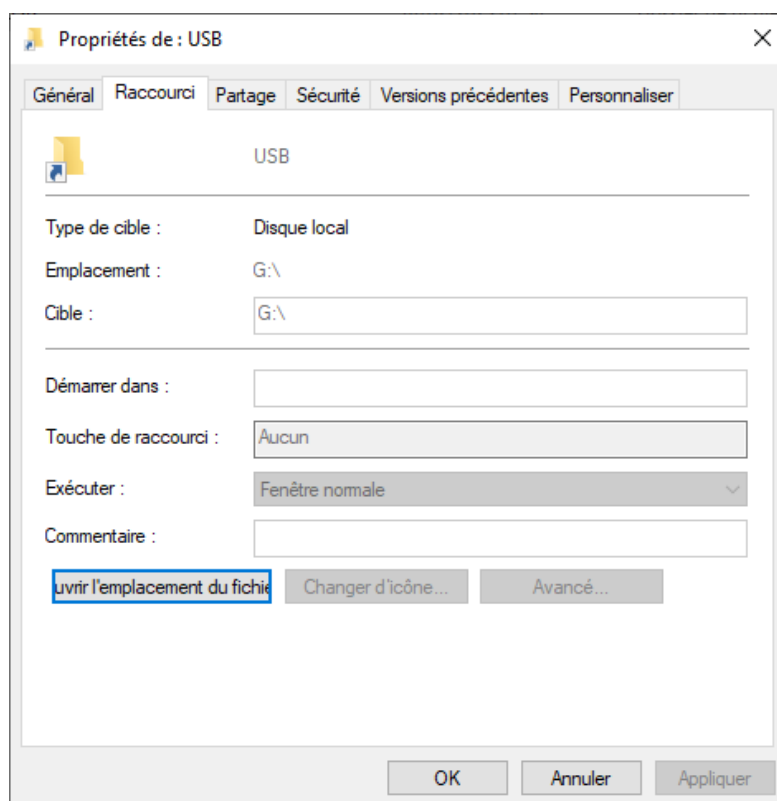 Propriétés de : USB
Général Raccourci Partage Sécurité Versions précédentes Personnaliser
USB
Type de cible : Disque local
Emplacement : G:\
Cible : G:\
Démarrer dans :
Touche de raccourci : Aucun
Exécuter : Fenêtre normale
Commentaire :
uvrir l'emplacement du fichie Changer d'icône... Avancé...
OK Annuler Appliquer